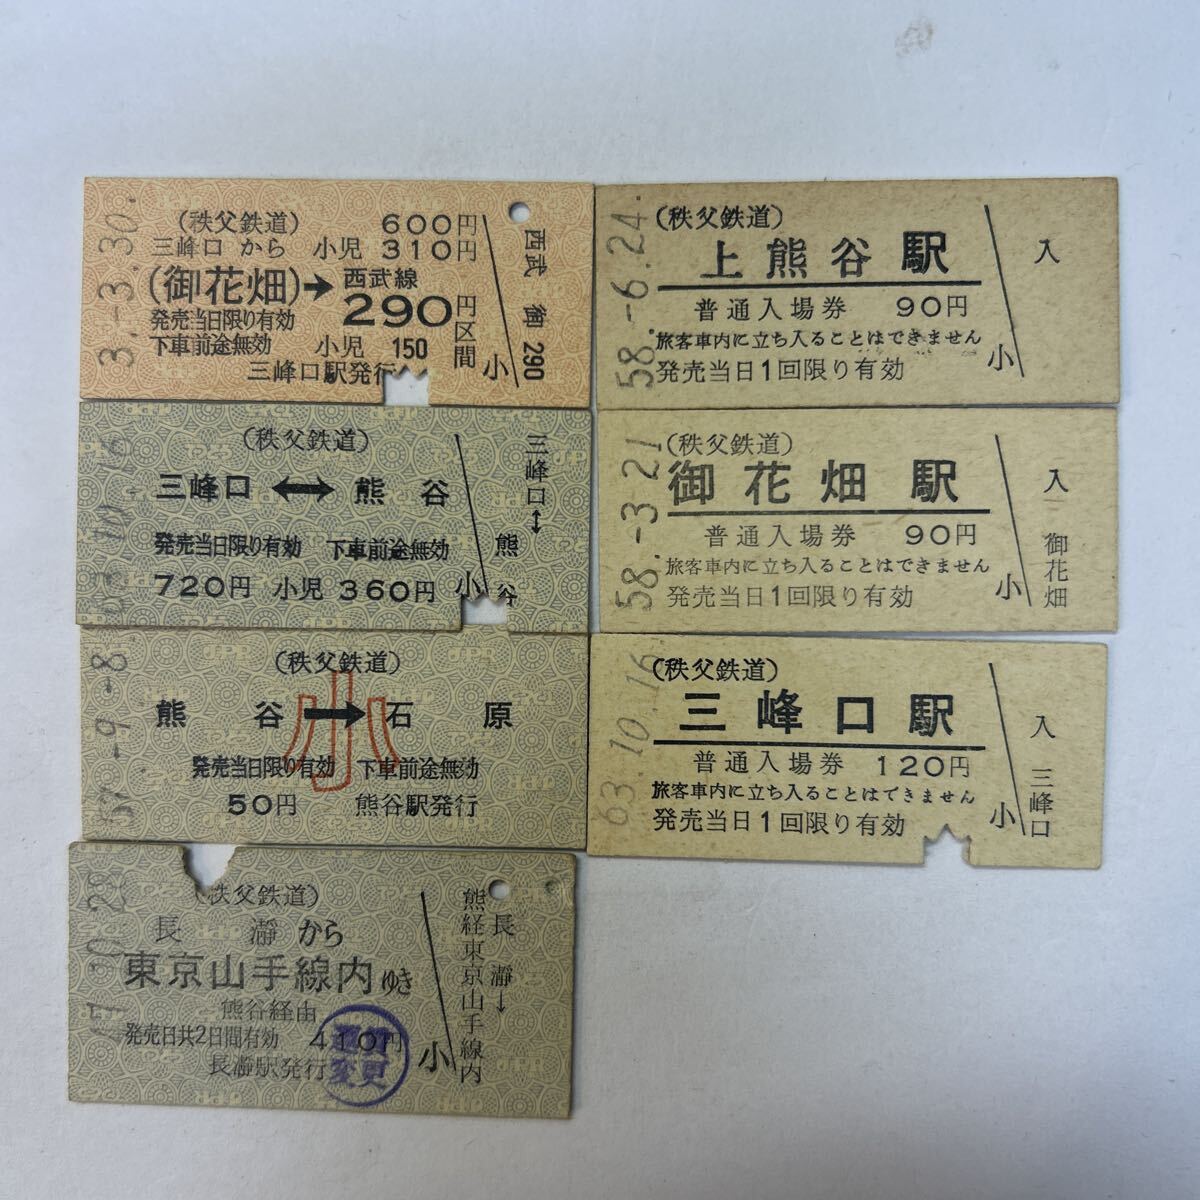 3.-3.30.
(秩父鉄道) 600円
三峰口 から 小児 310円
(御花畑)→西武線 290円区間
発売当日限り有効
下車前途無効 小児 150
三峰口駅発行
小
西武 御 290
(秩父鉄道)
三峰口 ↔ 熊谷
発売当日限り有効 下車前途無効
720円 小児 360円
小
三峰口↔熊谷
63.10.16
57.-9.-8
(秩父鉄道)
熊谷 → 石原
小
発売当日限り有効 下車前途無効
50円 熊谷駅発行
10.28
(秩父鉄道)
長瀞から
東京山手線内ゆき
熊谷経由
発売日共2日間有効 410円
長瀞駅発行
変更
小
長瀞→
熊経東京山手線内
58.-6.24.
(秩父鉄道)
上熊谷駅
普通入場券 90円
旅客車内に立ち入ることはできません
発売当日1回限り有効
小
入
58.-3.21
(秩父鉄道)
御花畑駅
普通入場券 90円
旅客車内に立ち入ることはできません
発売当日1回限り有効
小
入
御花畑
63.10.16
(秩父鉄道)
三峰口駅
普通入場券 120円
旅客車内に立ち入ることはできません
発売当日1回限り有効
小
入
三峰口